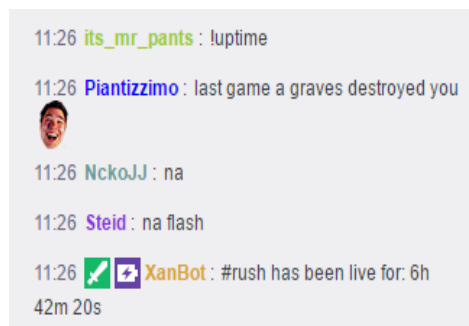 11:26 its_mr_pants : !uptime
11:26 Piantizzimo : last game a graves destroyed you
11:26 NckoJJ : na
11:26 Steid : na flash
11:26 XanBot : #rush has been live for: 6h
42m 20s